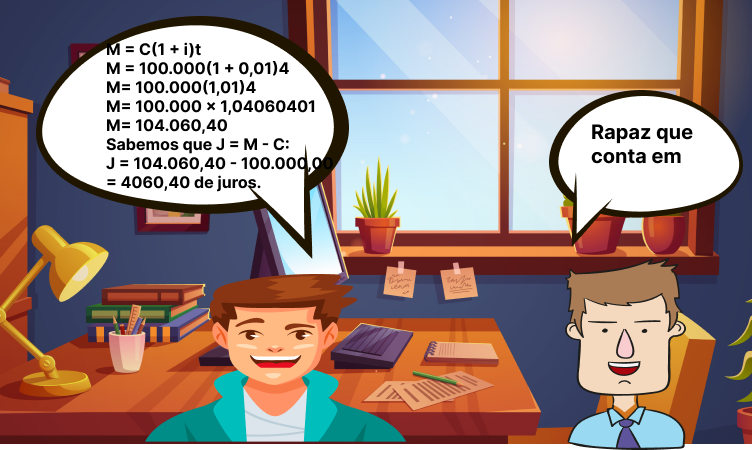 M = C(1 + i)t
M = 100.000(1 + 0,01)4
M= 100.000(1,01)4
M= 100.000 × 1,04060401
M= 104.060,40
Sabemos que J = M - C:
J = 104.060,40 - 100.000,00
= 4060,40 de juros.
Rapaz que
conta em